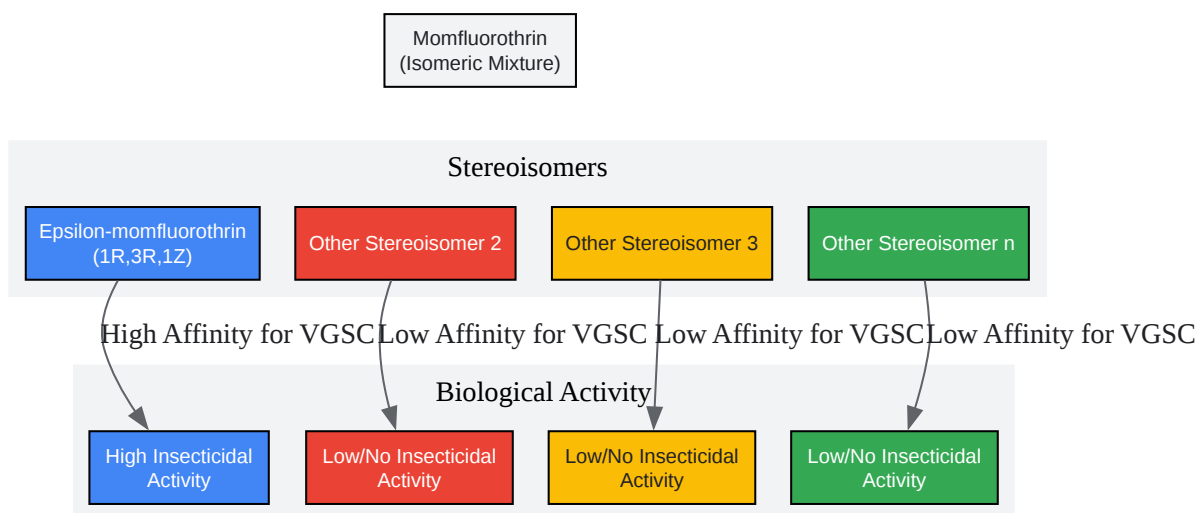 Momfluorothrin
(Isomeric Mixture)
Stereoisomers
Epsilon-momfluorothrin
(1R,3R,1Z)
Other Stereoisomer 2
Other Stereoisomer 3
Other Stereoisomer n
High Affinity for VGSC
Low Affinity for VGSC
Low Affinity for VGSC
Low Affinity for VGSC
Biological Activity
High Insecticidal
Activity
Low/No Insecticidal
Activity
Low/No Insecticidal
Activity
Low/No Insecticidal
Activity